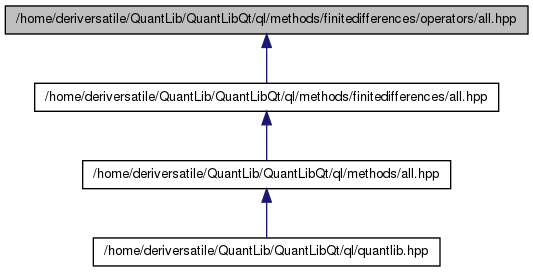 /home/deriversatile/QuantLib/QuantLibQt/ql/methods/finitedifferences/operators/all.hpp
/home/deriversatile/QuantLib/QuantLibQt/ql/methods/finitedifferences/all.hpp
/home/deriversatile/QuantLib/QuantLibQt/ql/methods/all.hpp
/home/deriversatile/QuantLib/QuantLibQt/ql/quantlib.hpp